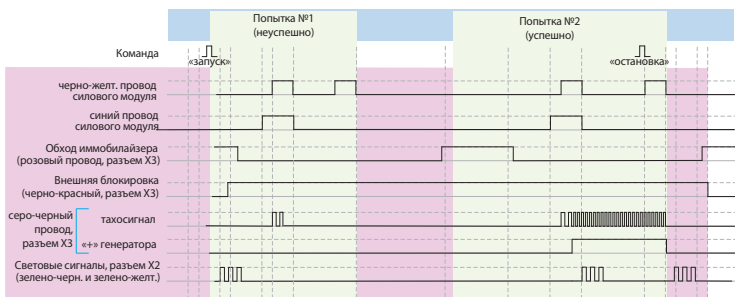 Попытка №1
(неуспешно)
Попытка №2
(успешно)
Команда
«запуск»
«остановка»
черно-желт. провод
силового модуля
синий провод
силового модуля
Обход иммобилайзера
(розовый провод, разъем X3)
Внешняя блокировка
(черно-красный, разъем X3)
серо-черный
провод,
разъем X3
тахосигнал
«+» генератора
Световые сигналы, разъем X2
(зелено-черн. и зелено-желт.)